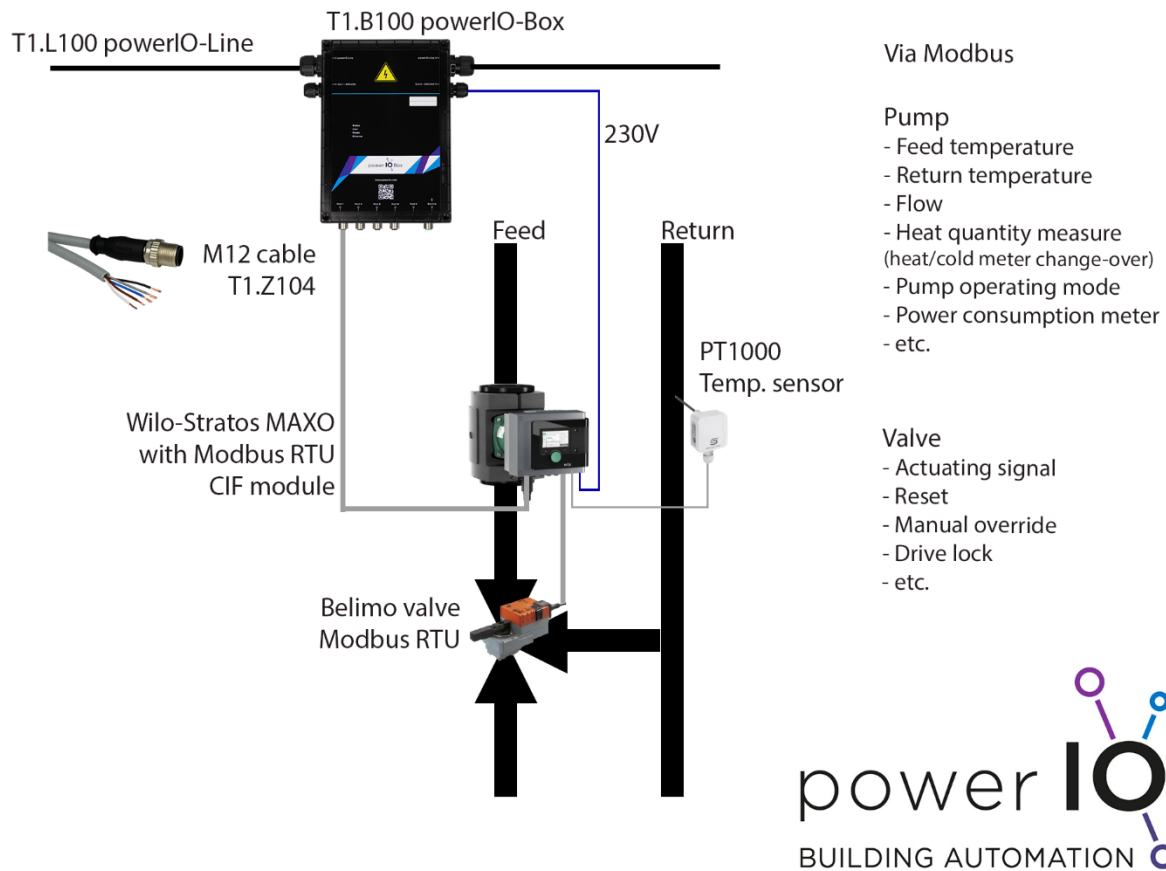 T1.L100 powerIO-Line
T1.B100 powerIO-Box
230V
power IO Box
M12 cable
T1.Z104
Feed
Return
PT1000
Temp. sensor
Wilo-Stratos MAXO
with Modbus RTU
CIF module
Belimo valve
Modbus RTU
Via Modbus
Pump
- Feed temperature
- Return temperature
- Flow
- Heat quantity measure
(heat/cold meter change-over)
- Pump operating mode
- Power consumption meter
- etc.
Valve
- Actuating signal
- Reset
- Manual override
- Drive lock
- etc.
power IO
BUILDING AUTOMATION